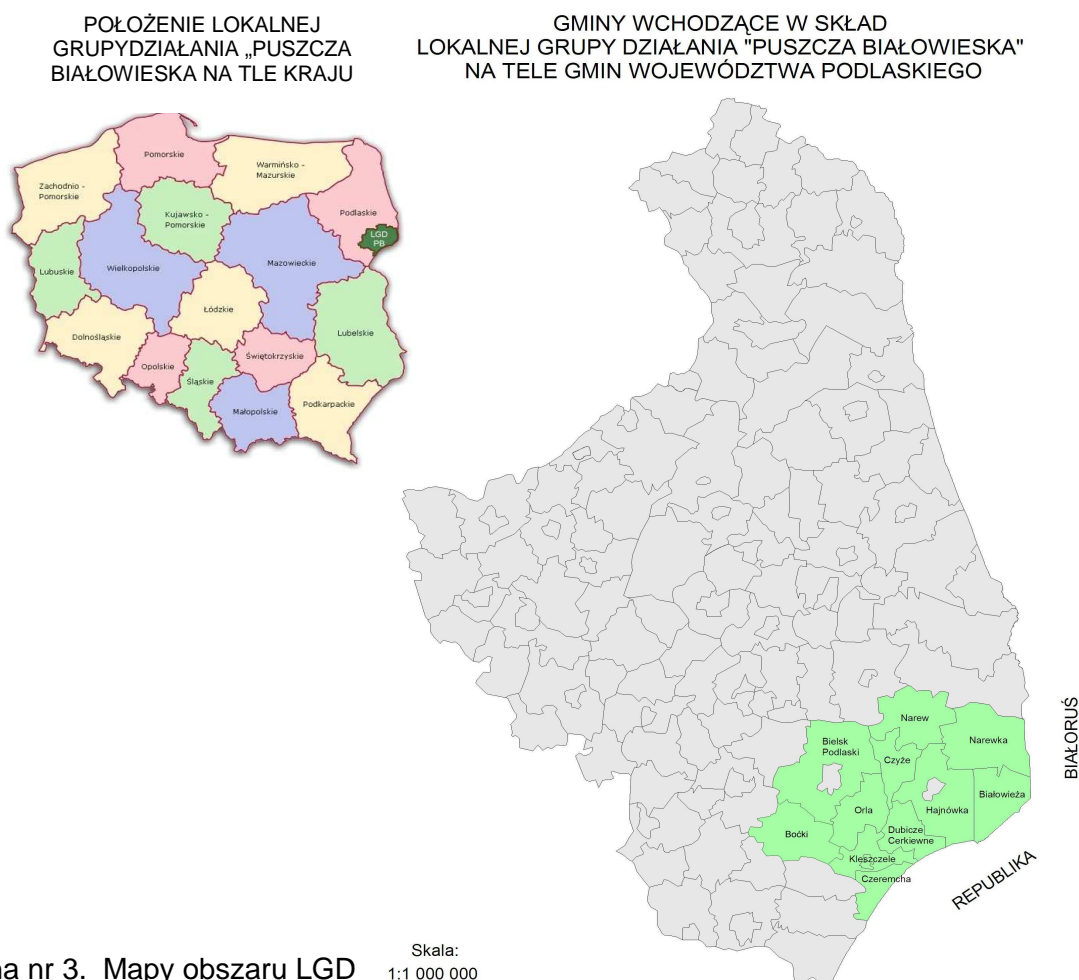 POŁOŻENIE LOKALNEJ
GRUPYDZIAŁANIA „PUSZCZA
BIAŁOWIESKA NA TLE KRAJU
GMINY WCHODZĄCE W SKŁAD
LOKALNEJ GRUPY DZIAŁANIA "PUSZCZA BIAŁOWIESKA"
NA TELE GMIN WOJEWÓDZTWA PODLASKIEGO
Pomorskie
Warmińsko -
Mazurskie
Zachodnio -
Pomorskie
Kujawsko -
Pomorskie
Podlaskie
LGD
PB
Lubuskie
Wielkopolskie
Mazowieckie
Łódzkie
Dolnośląskie
Lubelskie
Opolskie
Śląskie
Świętokrzyskie
Małopolskie
Podkarpackie
Narew
Narewka
Bielsk
Podlaski
Czyże
Białowieża
Hajnówka
Orla
Boćki
Dubicze
Cerkiewne
Kleszczele
Czeremcha
BIAŁORUŚ
REPUBLIKA
na nr 3. Mapy obszaru LGD
Skala:
1:1 000 000